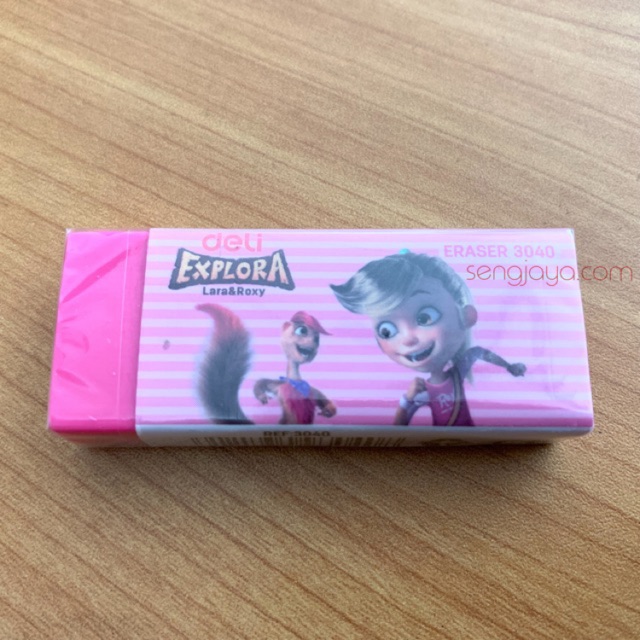 deli
EXPLORA
Lara&Roxy
ERASER 3040
sengjaya.com